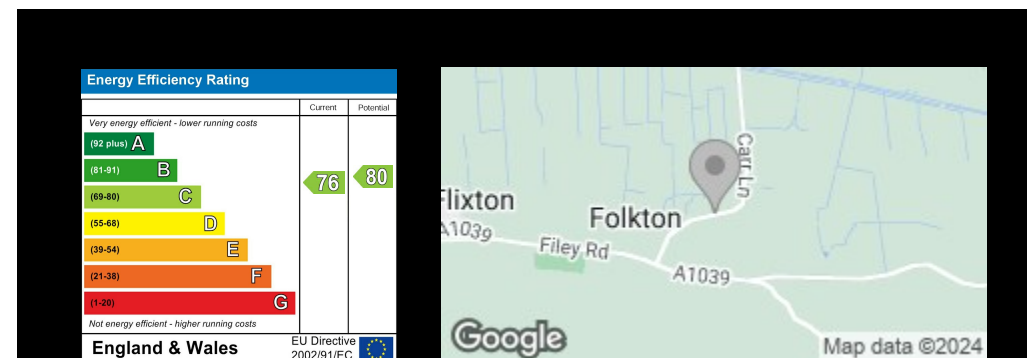 Energy Efficiency Rating
Current Potential
Very energy efficient - lower running costs
(92 plus) A
(81-91) B
(69-80) C
(55-68) D
(39-54) E
(21-38) F
(1-20) G
76
80
Not energy efficient - higher running costs
England & Wales
EU Directive
2002/91/EC
Carr Ln
Flixton
Folkton
A1039
Filey Rd
A1039
Google
Map data ©2024